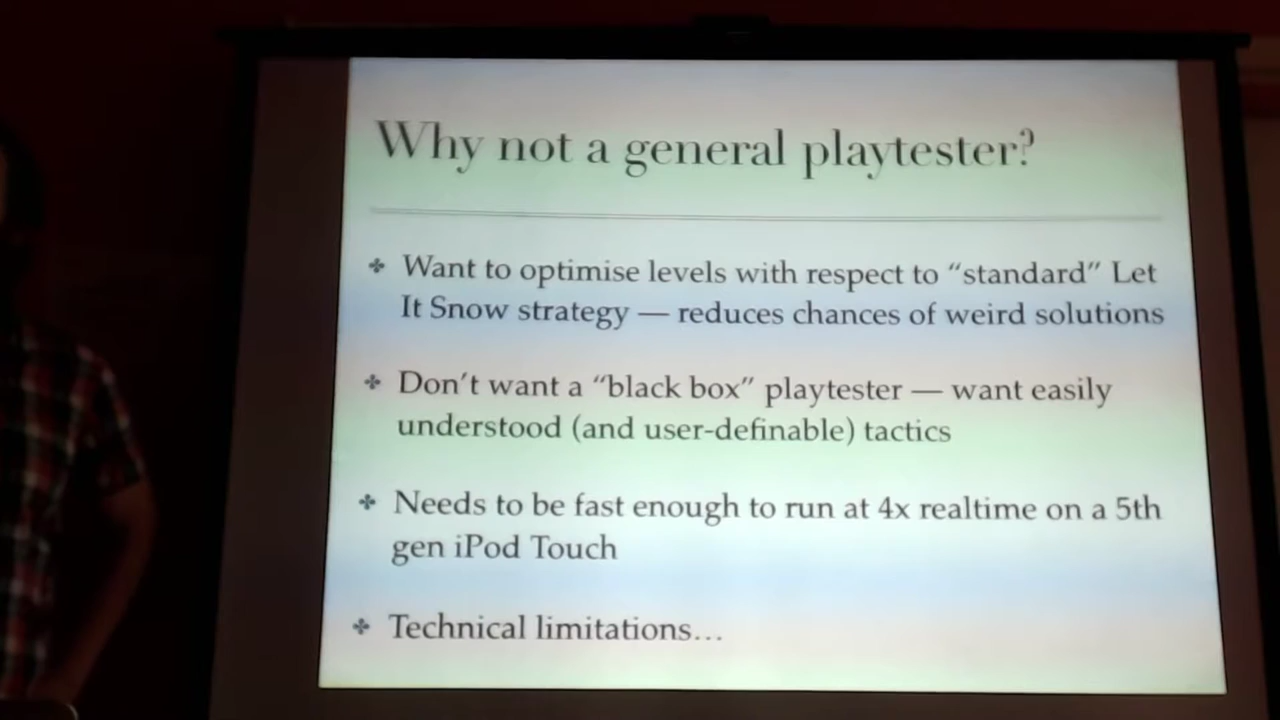 Why not a general playtester?
Want to optimise levels with respect to “standard” Let
It Snow strategy — reduces chances of weird solutions
Don’t want a “black box” playtester — want easily
understood (and user-definable) tactics
Needs to be fast enough to run at 4x realtime on a 5th
gen iPod Touch
Technical limitations…